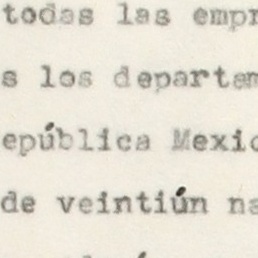 todas las empr
s los departam
epública Mexic
de veintiún na